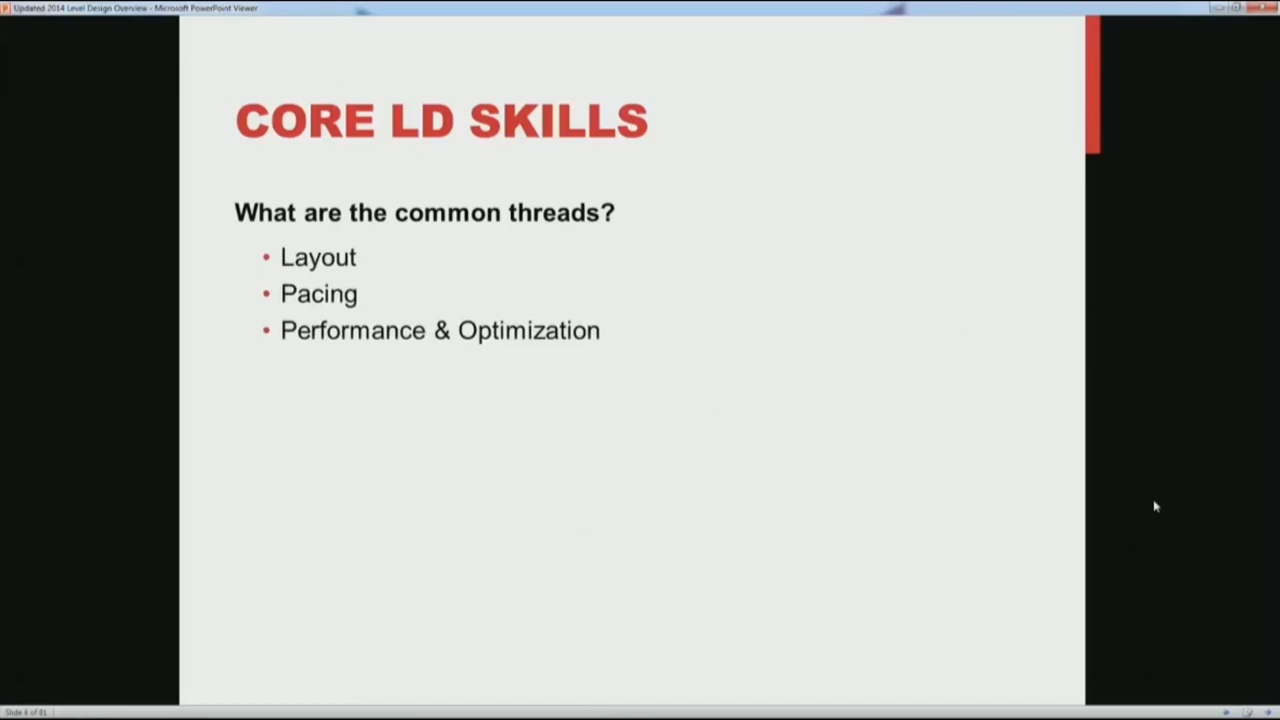 Updated 2014 Level Design Overview - Microsoft PowerPoint Viewer
CORE LD SKILLS
What are the common threads?
• Layout
• Pacing
• Performance & Optimization
Slide 4 of 81